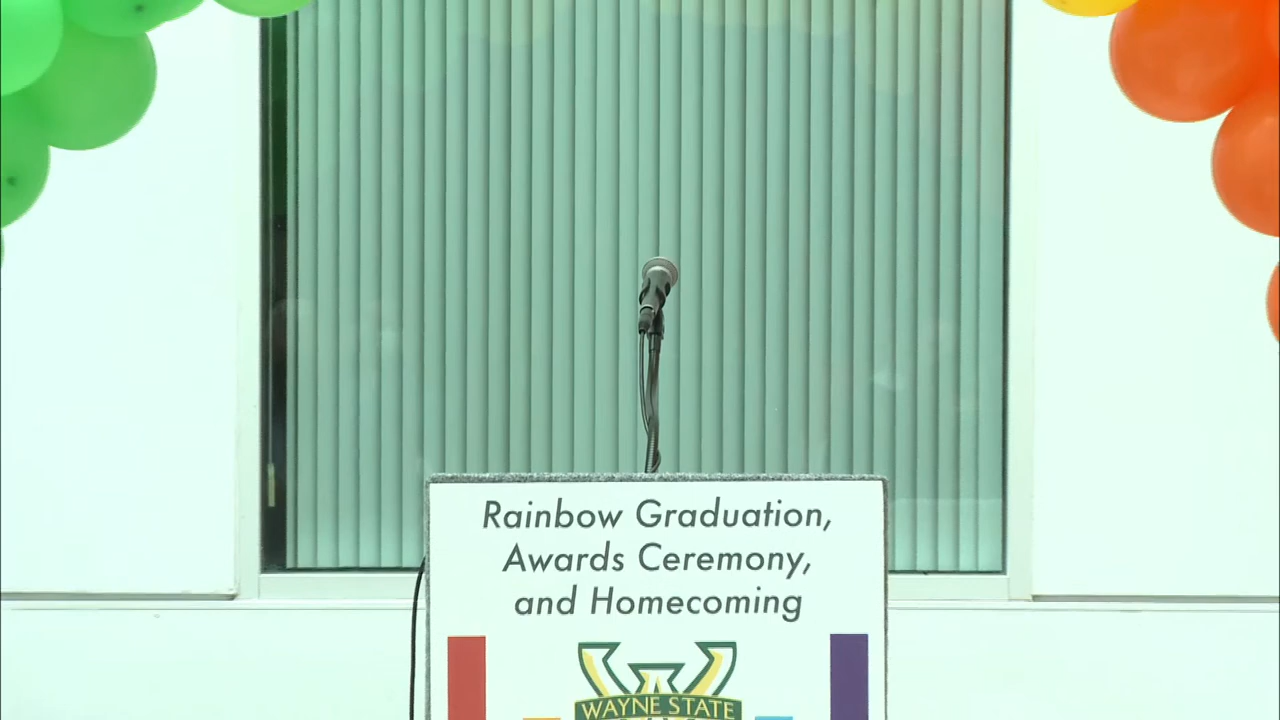 Rainbow Graduation,
Awards Ceremony,
and Homecoming
WAYNE STATE